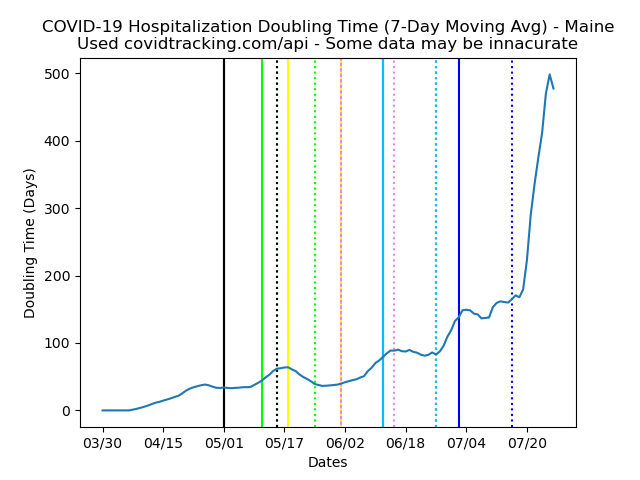 COVID-19 Hospitalization Doubling Time (7-Day Moving Avg) - Maine
Used covidtracking.com/api - Some data may be innacurate
500
400
300
200
100
0
Doubling Time (Days)
03/30 04/15 05/01 05/17 06/02 06/18 07/04 07/20
Dates